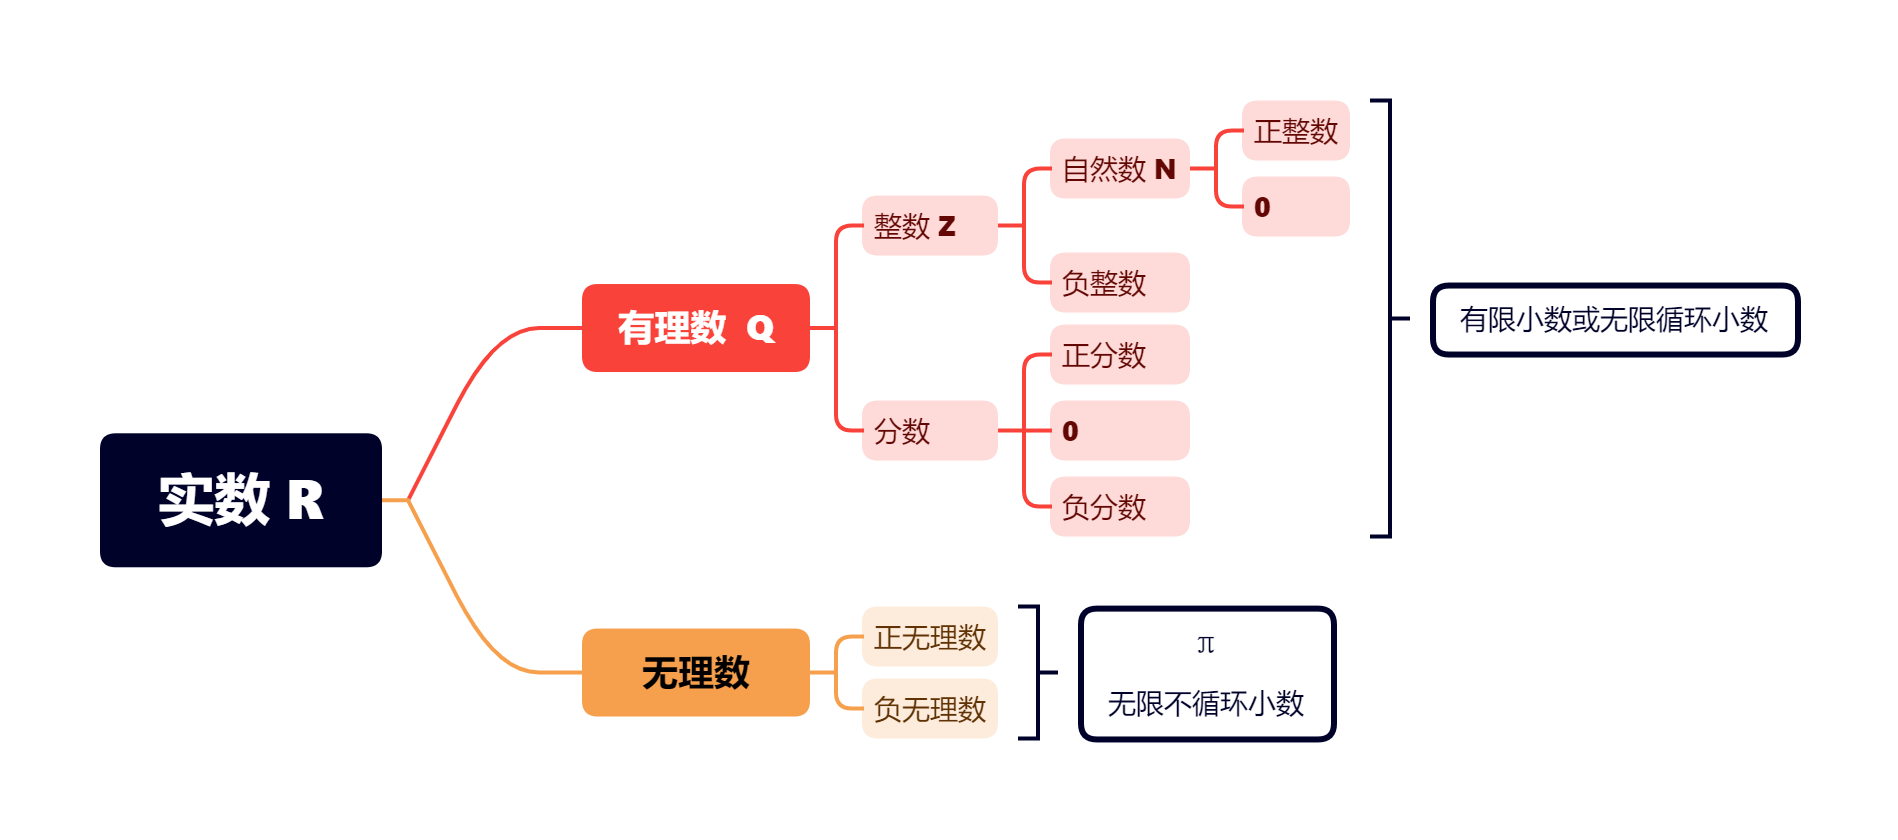 实数 R
有理数 Q
整数 Z
自然数 N
正整数
0
负整数
分数
正分数
0
负分数
有限小数或无限循环小数
无理数
正无理数
负无理数
π
无限不循环小数